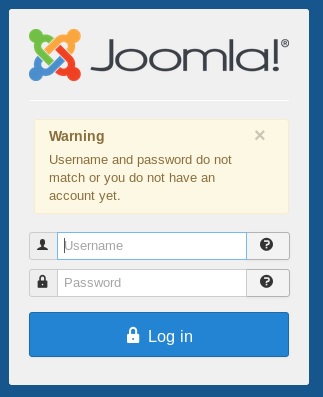 Joomla!®
Warning ×
Username and password do not
match or you do not have an
account yet.
Username
Password
Log in